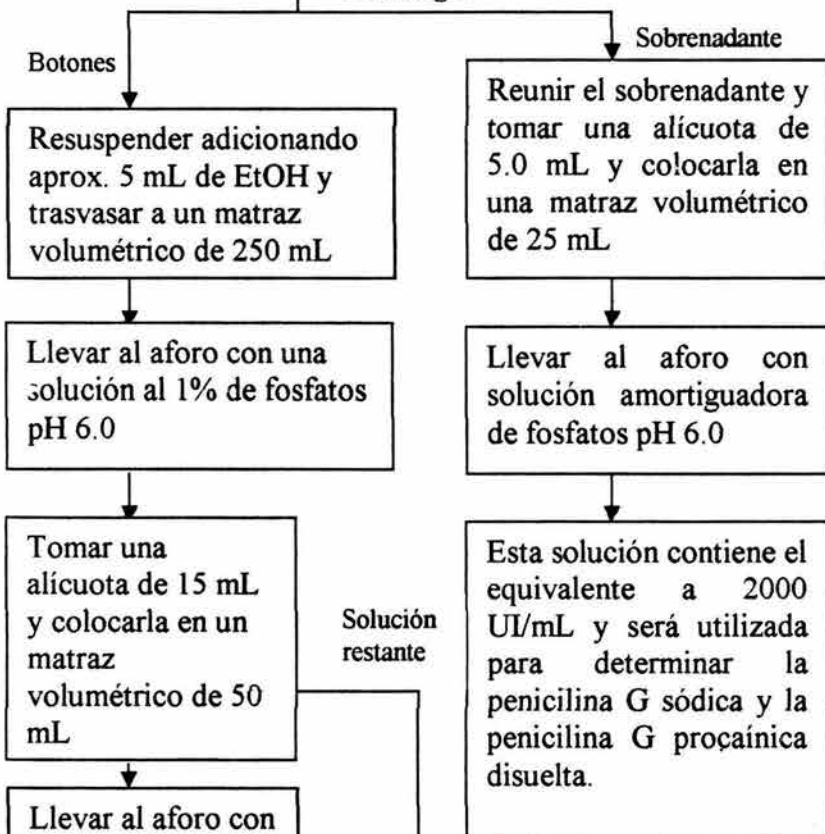 Botones
Resuspender adicionando
aprox. 5 mL de EtOH y
trasvasar a un matraz
volumétrico de 250 mL
Llevar al aforo con una
solución al 1% de fosfatos
pH 6.0
Tomar una
alícuota de 15 mL
y colocarla en un
matraz
volumétrico de 50
mL
Solución
restante
Llevar al aforo con
Sobrenadante
Reunir el sobrenadante y
tomar una alícuota de
5.0 mL y colocarla en
una matraz volumétrico
de 25 mL
Llevar al aforo con
solución amortiguadora
de fosfatos pH 6.0
Esta solución contiene el
equivalente a 2000
UI/mL y será utilizada
para determinar la
penicilina G sódica y la
penicilina G procaínica
disuelta.